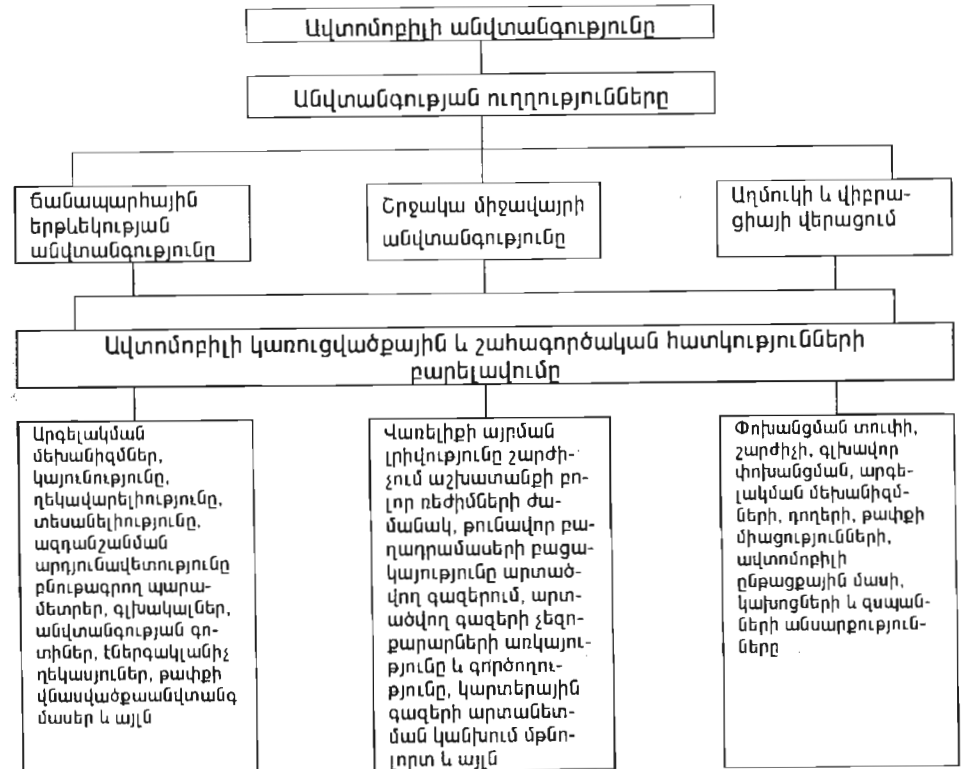 Ավտոմոբիլի անվտանգությունը
Անվտանգության ուղղությունները
Ճանապարհային
երթևեկության
անվտանգությունը
Շրջակա միջավայրի
անվտանգությունը
Աղմուկի և վիբրա-
ցիայի վերացում
Ավտոմոբիլի կառուցվածքային և շահագործական հատկությունների
բարելավումը
Արգելակման
մեխանիզմներ,
կայունությունը,
ղեկավարելիությունը,
տեսանելիությունը,
ազդանշանման
արդյունավետությունը
բնութագրող պարա-
մետրեր, գլխակալներ,
անվտանգության գո-
տիներ, էներգակլանիչ
ղեկասյուներ, թափքի
վնասվածքաանվտանգ
մասեր և այլն
Վառելիքի այրման
լրիվությունը շարժի-
չում աշխատանքի բո-
լոր ռեժիմների ժա-
մանակ, թունավոր բա-
ղադրամասերի բացա-
կայությունը արտած-
վող գազերում, արտ-
ածվող գազերի չեզո-
քարարների առկայու-
թյունը և գործողու-
թյունը, կարտերային
գազերի արտանետ-
ման կանխում մթնո-
լորտ և այլն
Փոխանցման տուփի,
շարժիչի, գլխավոր
փոխանցման, արգե-
լակման մեխանիզմ-
ների, դողերի, թափքի
միացությունների,
ավտոմոբիլի
ընթացքային մասի,
կախոցների և զսպան-
ների անսարքություն-
ները